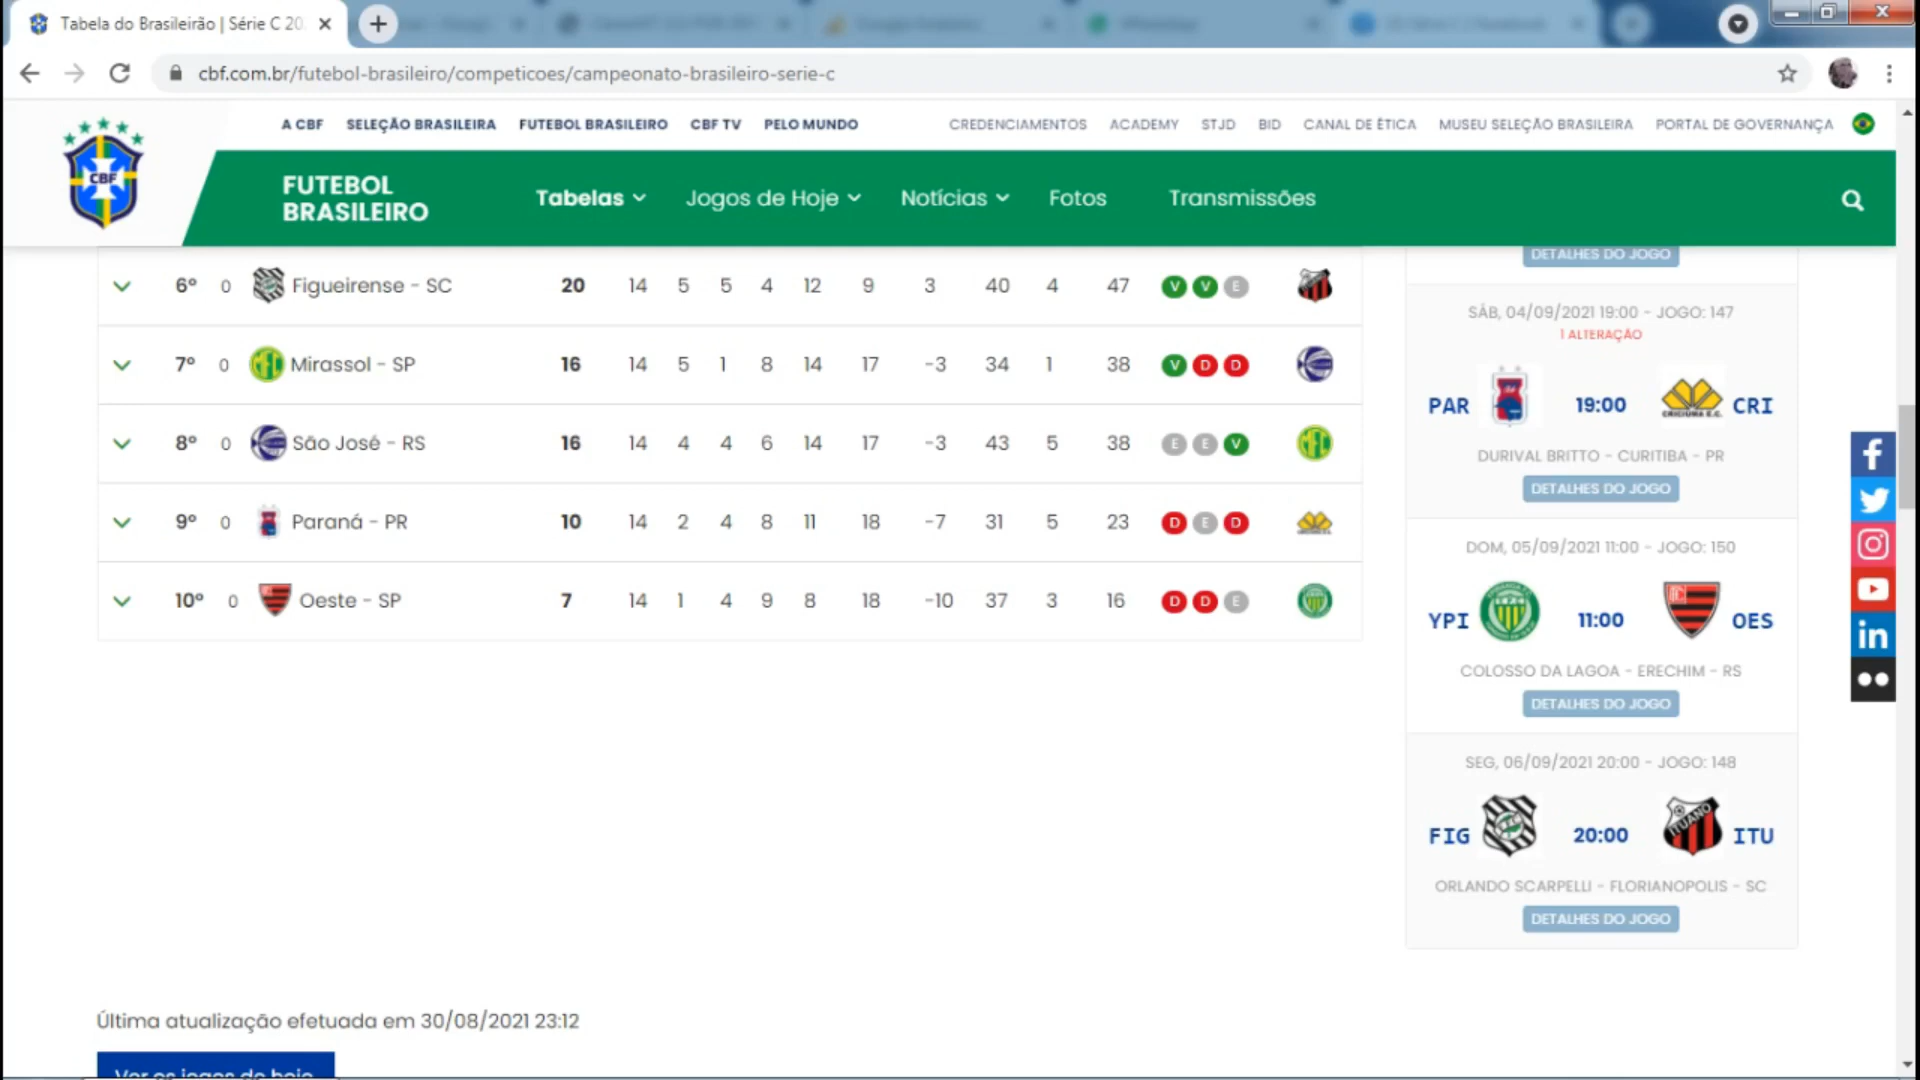 Tabela do Brasileirão | Série C 20
cbf.com.br/futebol-brasileiro/competicoes/campeonato-brasileiro-serie-c
A CBF SELEÇÃO BRASILEIRA FUTEBOL BRASILEIRO CBF TV PELO MUNDO CREDENCIAMENTOS ACADEMY STJD BID CANAL DE ÉTICA MUSEU SELEÇÃO BRASILEIRA PORTAL DE GOVERNANÇA
CBF
FUTEBOL
BRASILEIRO
Tabelas Jogos de Hoje Notícias Fotos Transmissões
6º 0 Figueirense - SC 20 14 5 5 4 12 9 3 40 4 47 V V E
7º 0 Mirassol - SP 16 14 5 1 8 14 17 -3 34 1 38 V D D
8º 0 São José - RS 16 14 4 4 6 14 17 -3 43 5 38 E E V
9º 0 Paraná - PR 10 14 2 4 8 11 18 -7 31 5 23 D E D
10º 0 Oeste - SP 7 14 1 4 9 8 18 -10 37 3 16 D D E
DETALHES DO JOGO
SÁB, 04/09/2021 19:00 - JOGO: 147
1 ALTERAÇÃO
PAR 19:00 CRICIÚMA E.C. CRI
DURIVAL BRITTO - CURITIBA - PR
DETALHES DO JOGO
DOM, 05/09/2021 11:00 - JOGO: 150
YPI 11:00 OES
COLOSSO DA LAGOA - ERECHIM - RS
DETALHES DO JOGO
SEG, 06/09/2021 20:00 - JOGO: 148
FIG 20:00 ITUANO ITU
ORLANDO SCARPELLI - FLORIANOPOLIS - SC
DETALHES DO JOGO
Última atualização efetuada em 30/08/2021 23:12
Ver os jogos de hoje